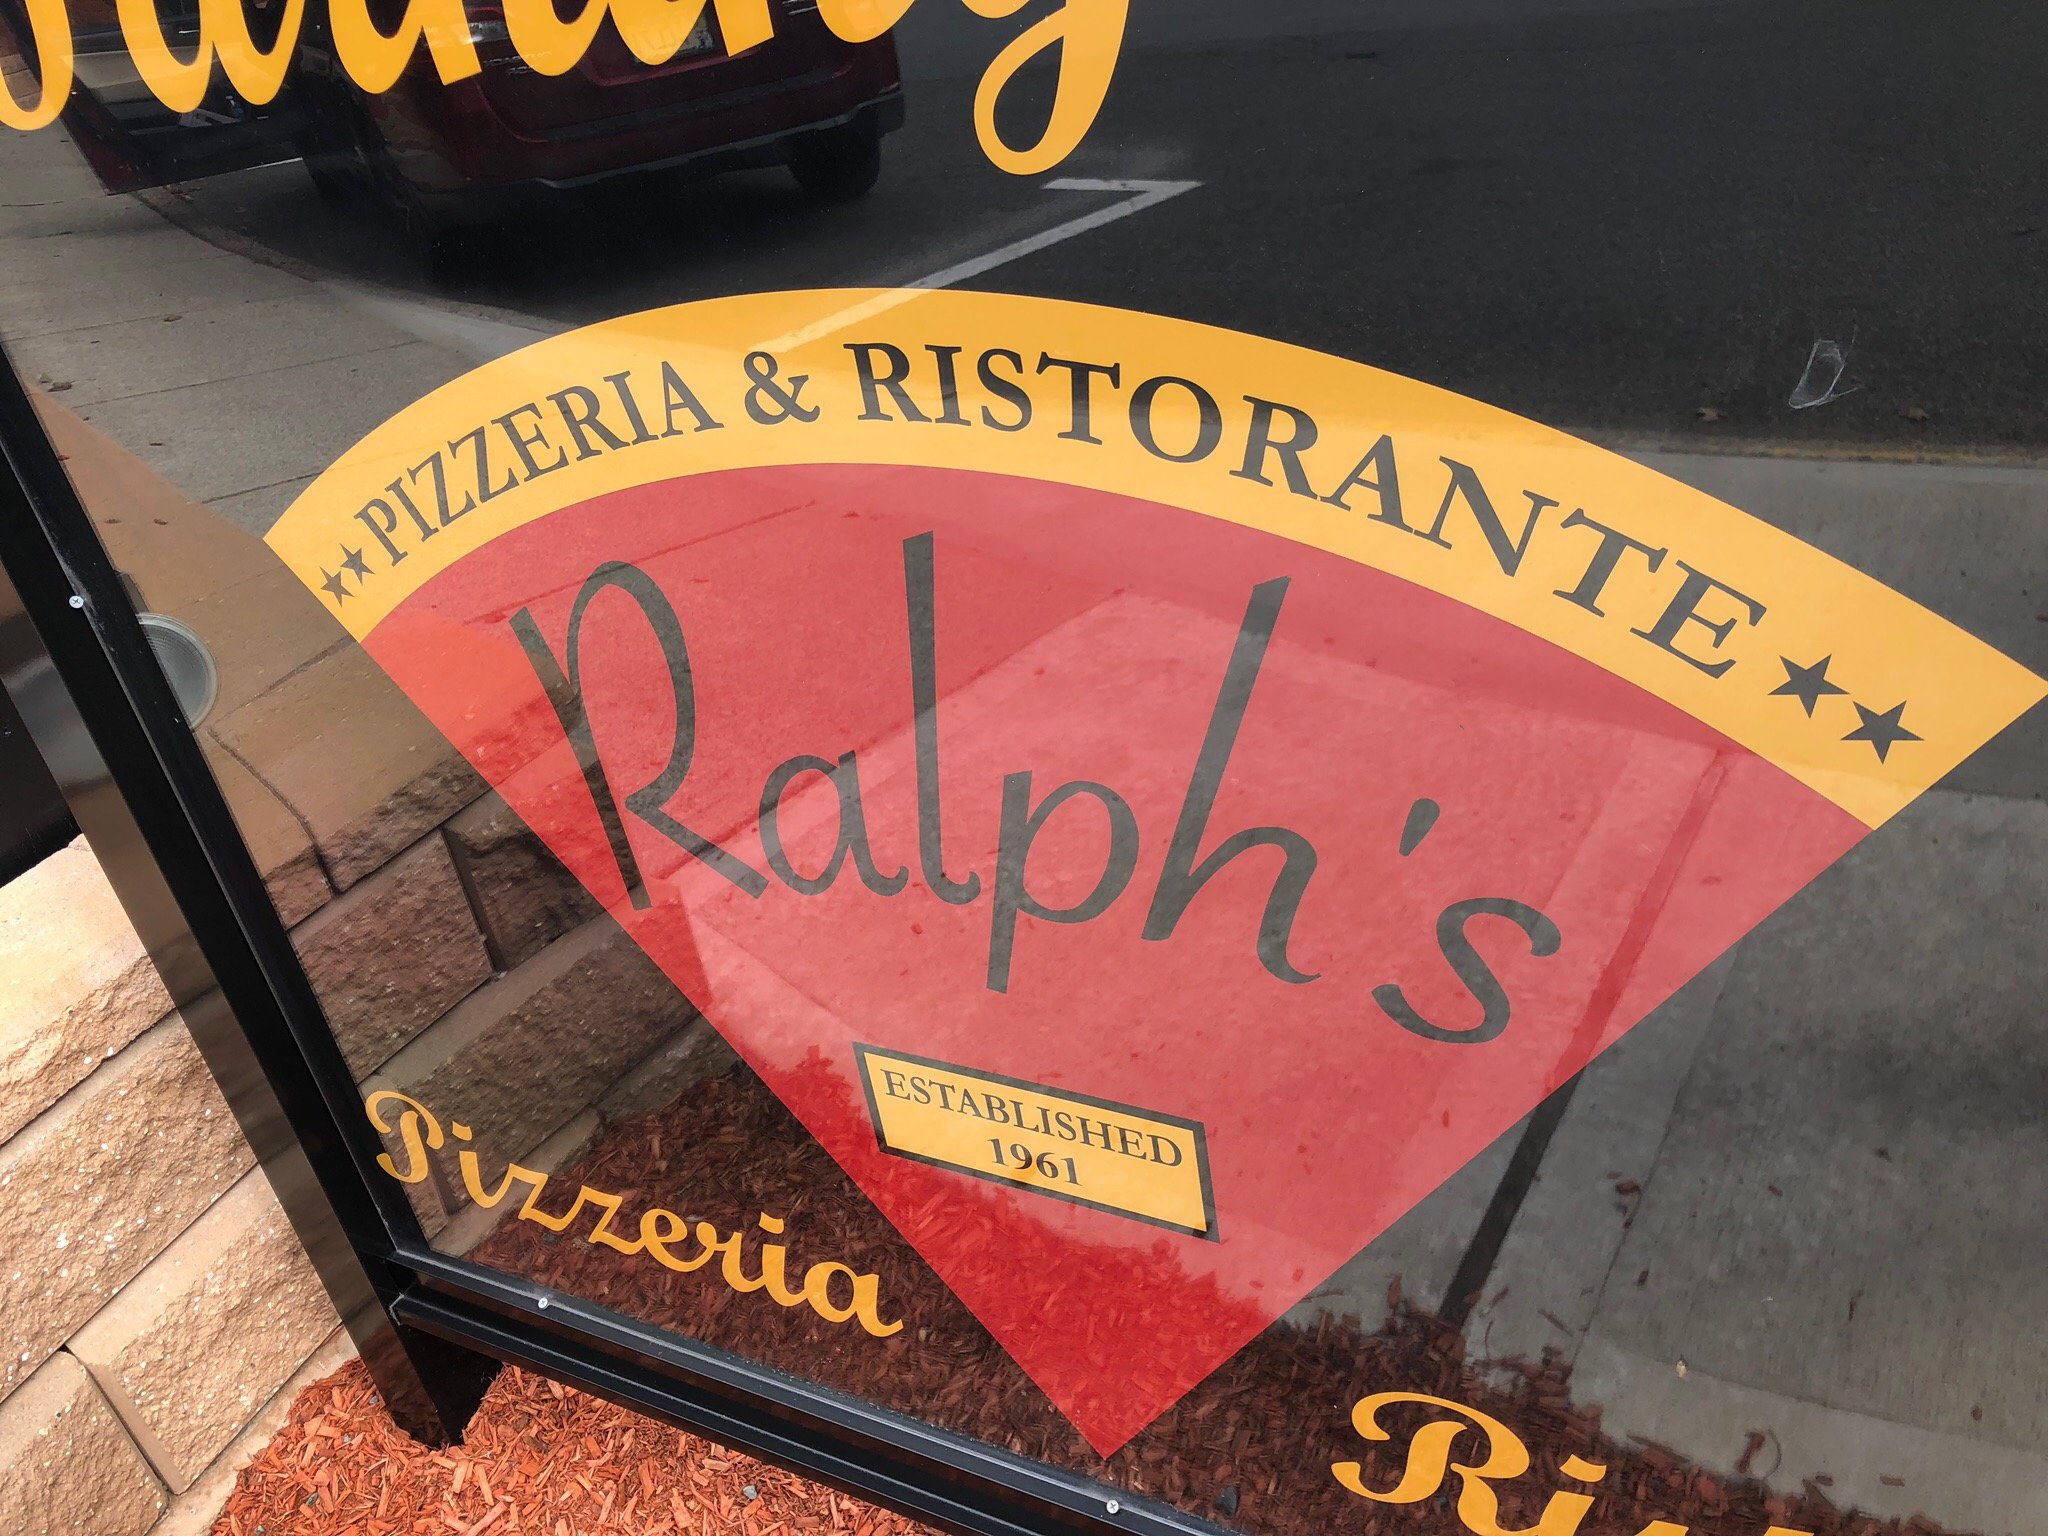 PIZZERIA & RISTORANTE
Ralph's
ESTABLISHED
1961
Pizzeria